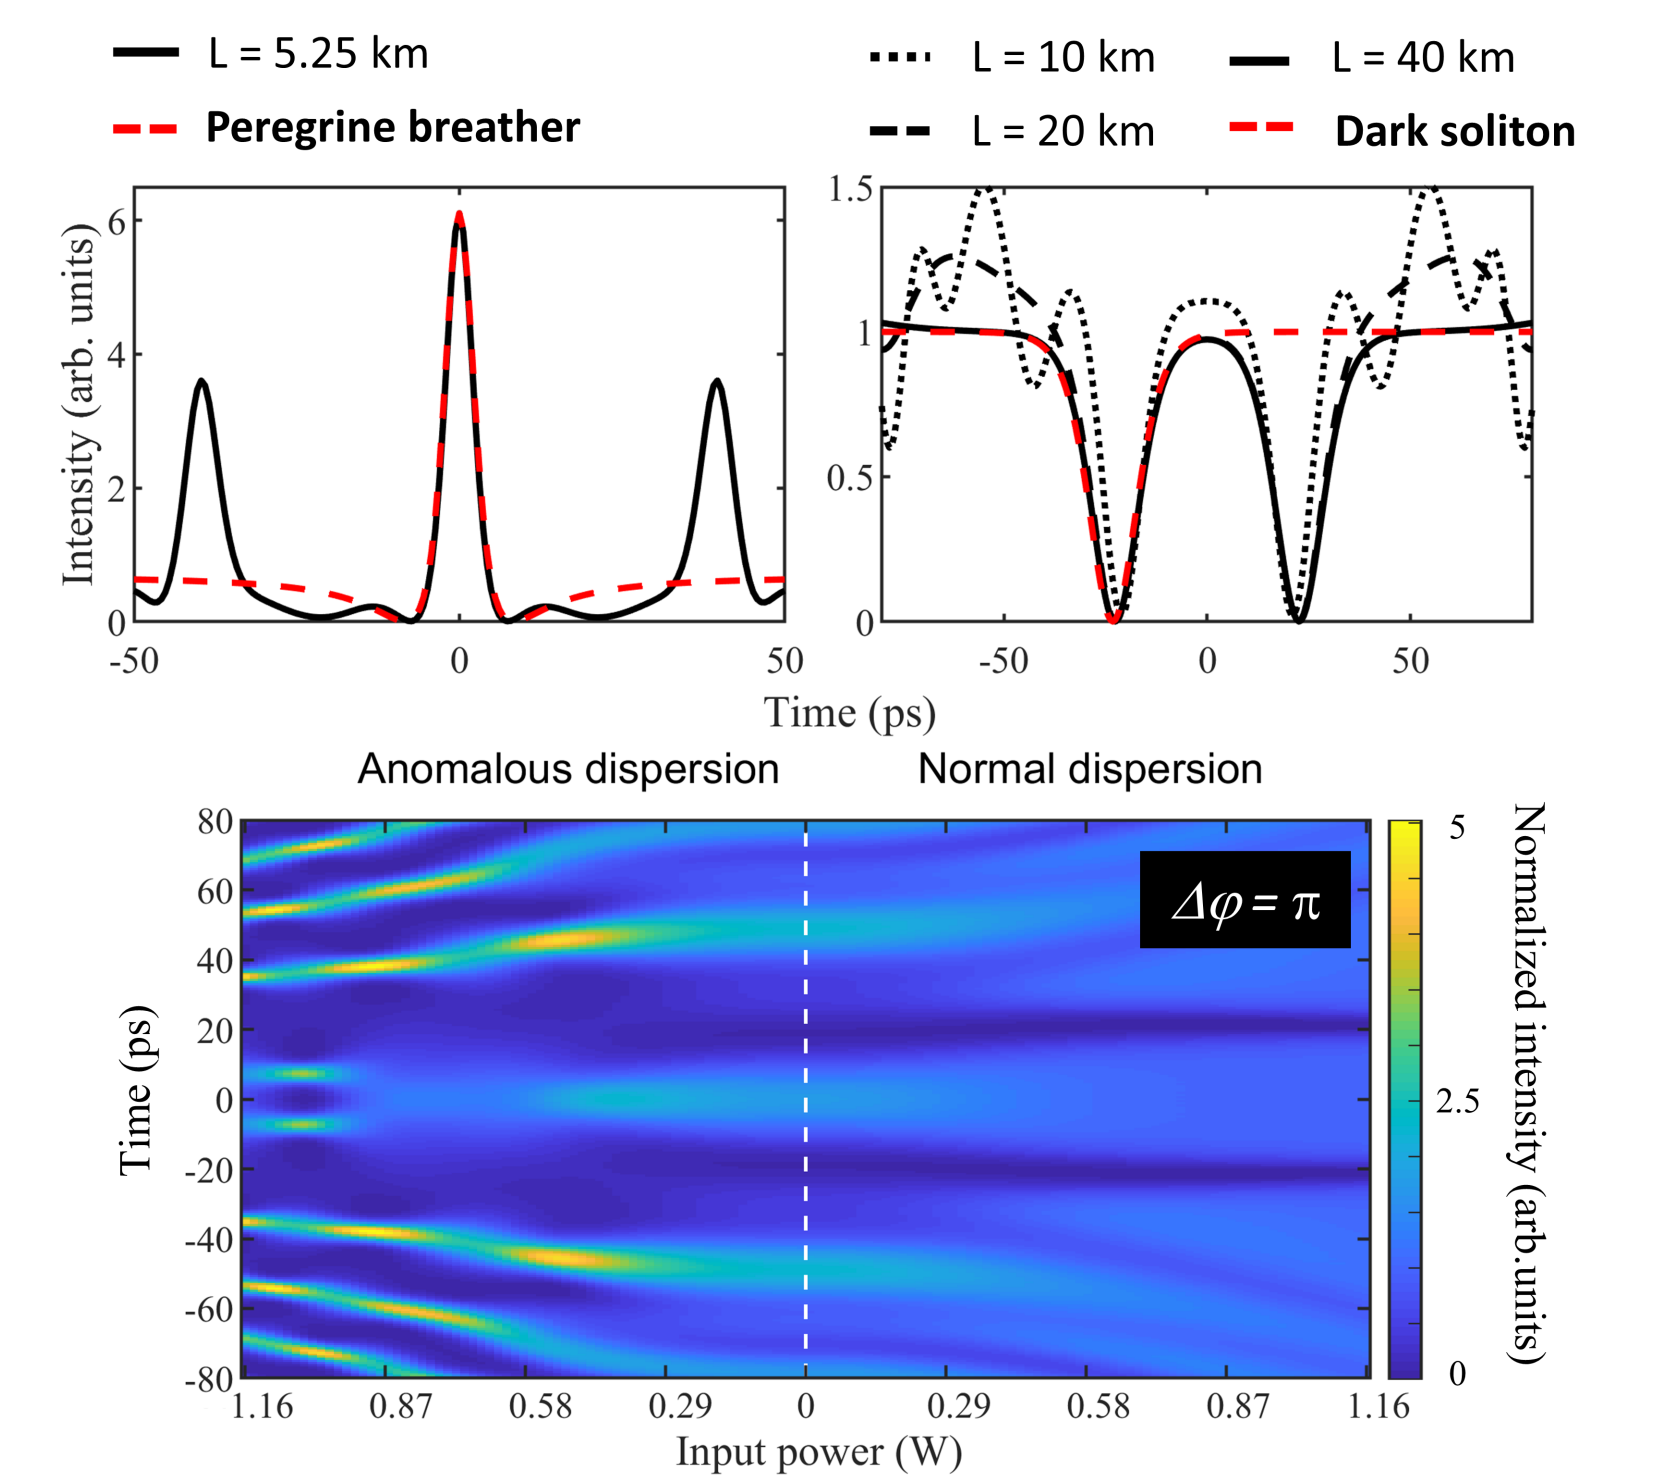 L = 5.25 km
Peregrine breather
L = 10 km
L = 40 km
L = 20 km
Dark soliton
Intensity (arb. units)
6
4
2
0
-50
0
50
1.5
1
0.5
0
-50
0
50
Time (ps)
Anomalous dispersion
Normal dispersion
Time (ps)
80
60
40
20
0
-20
-40
-60
-80
Δφ = π
1.16
0.87
0.58
0.29
0
0.29
0.58
0.87
1.16
Input power (W)
5
2.5
0
Normalized intensity (arb.units)